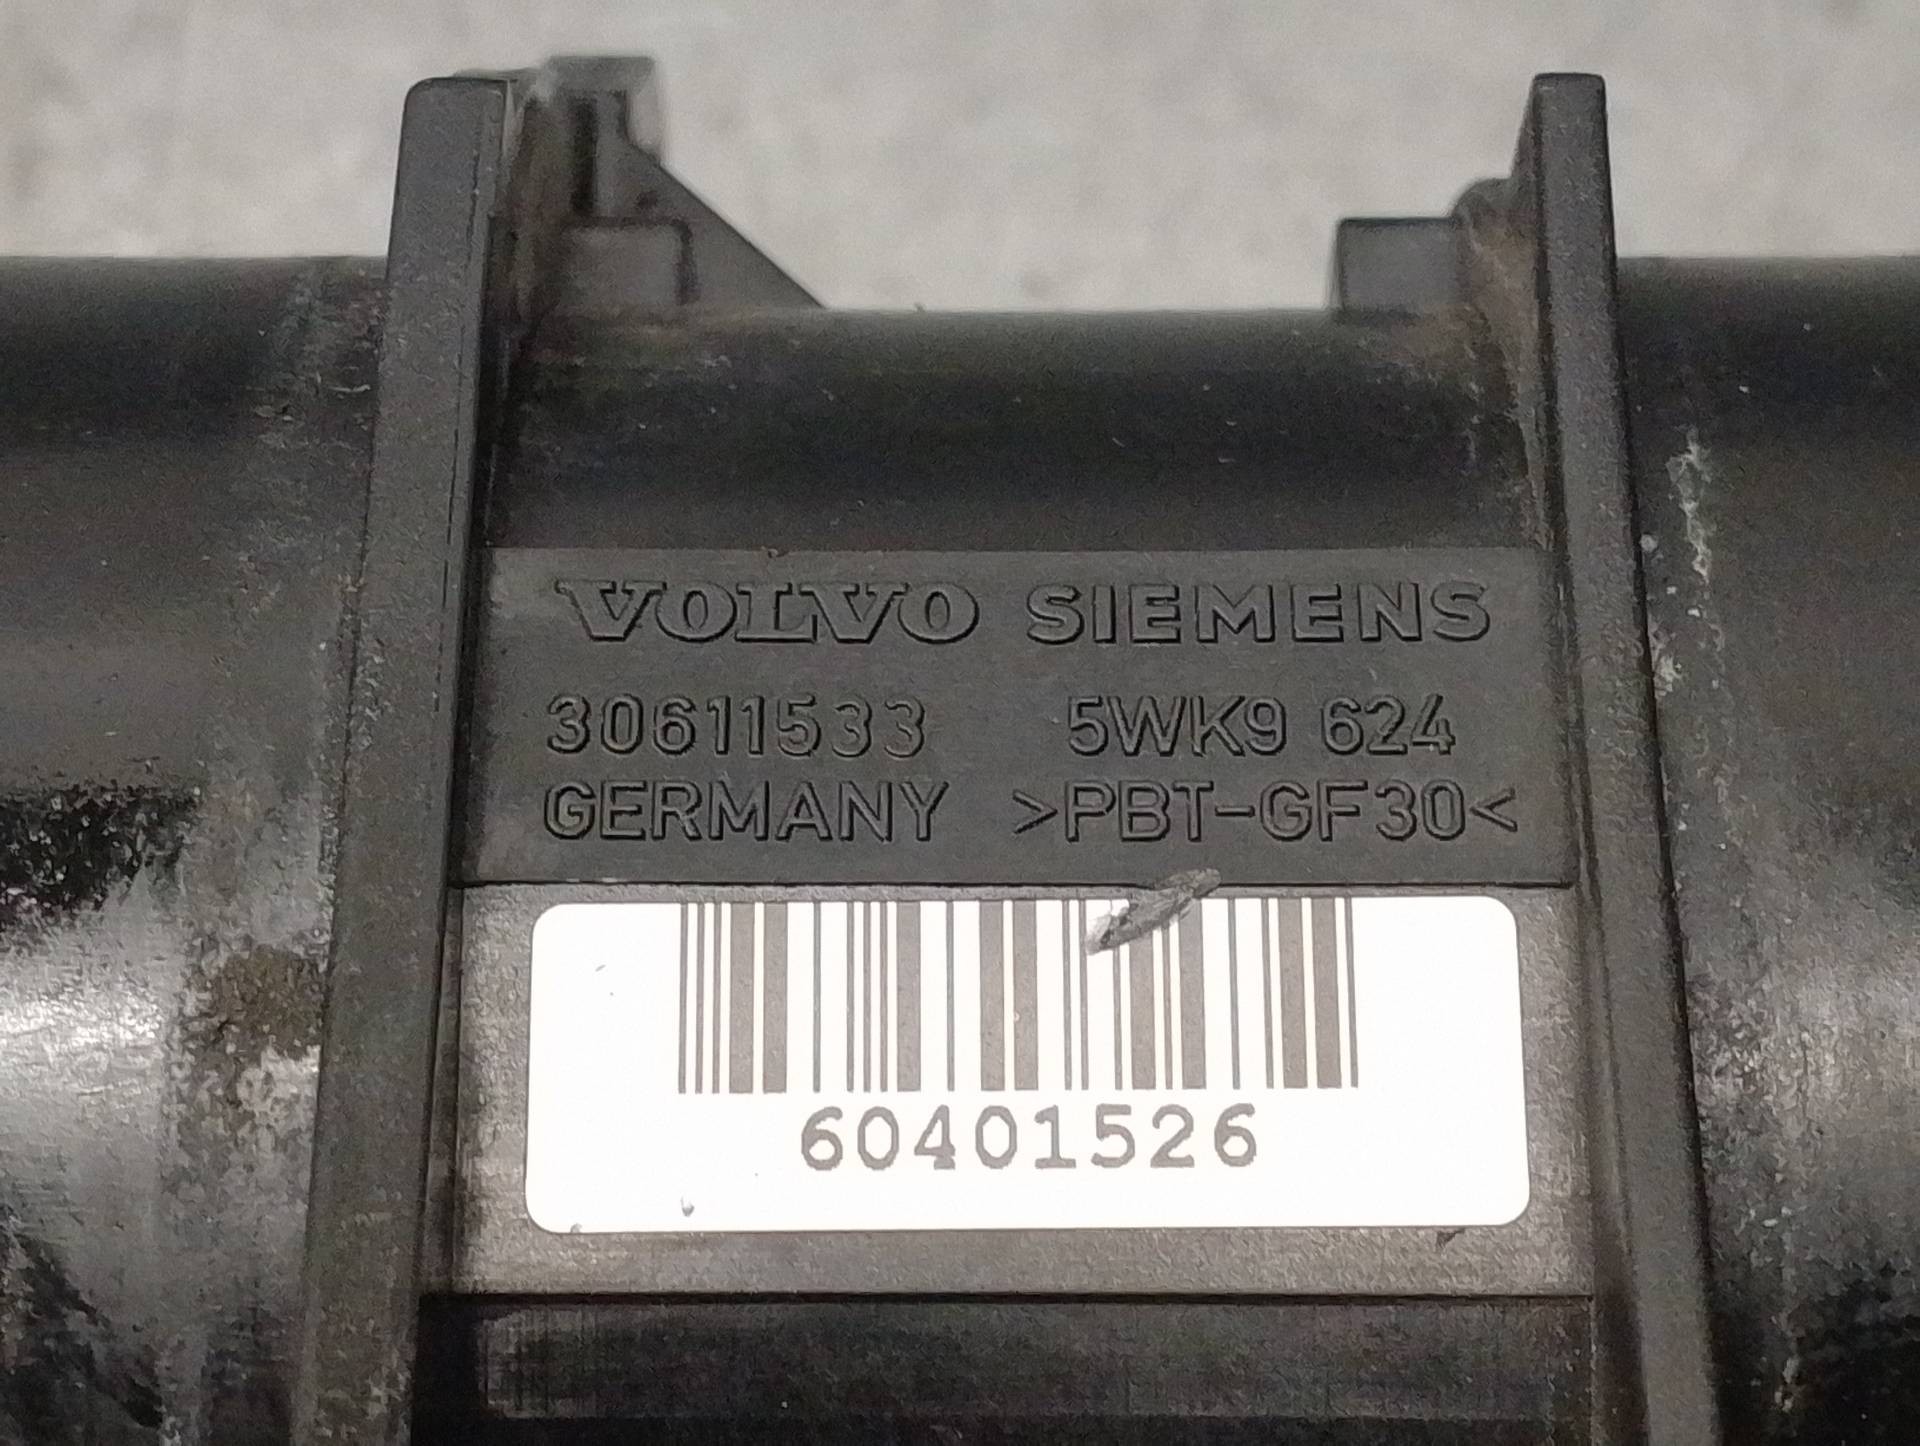 VOLVO SIEMENS
30611533 5WK9 624
GERMANY >PBT-GF30<
60401526